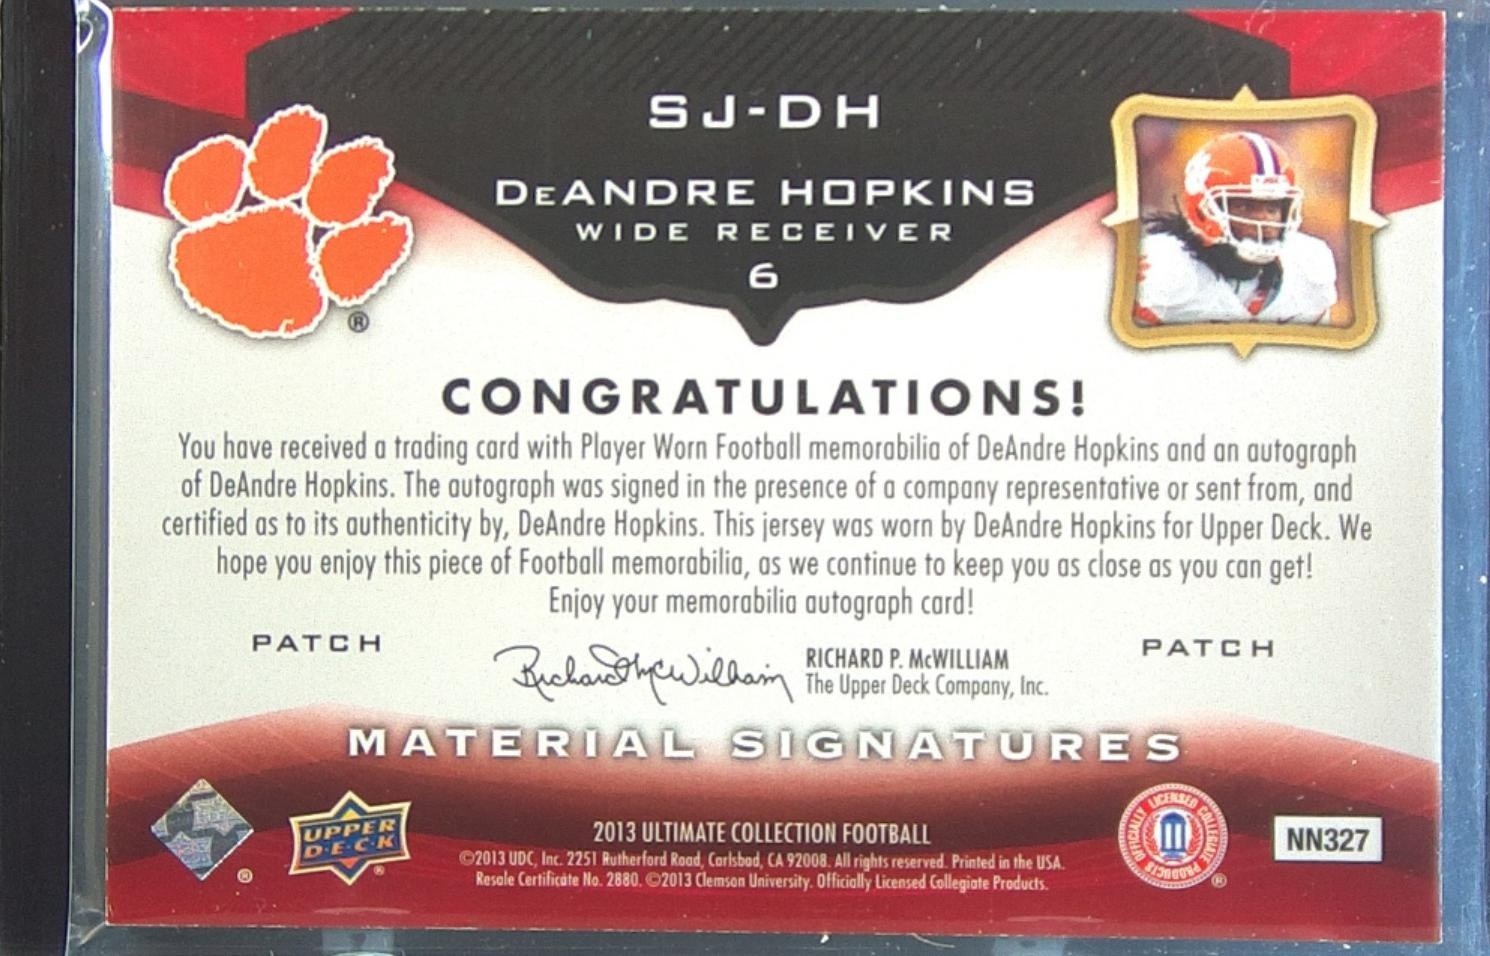 SJ-DH
DeANDRE HOPKINS
WIDE RECEIVER
6
®
CONGRATULATIONS!
You have received a trading card with Player Worn Football memorabilia of DeAndre Hopkins and an autograph
of DeAndre Hopkins. The autograph was signed in the presence of a company representative or sent from, and
certified as to its authenticity by, DeAndre Hopkins. This jersey was worn by DeAndre Hopkins for Upper Deck. We
hope you enjoy this piece of Football memorabilia, as we continue to keep you as close as you can get!
Enjoy your memorabilia autograph card!
PATCH
Richard McWilliam
RICHARD P. McWILLIAM
The Upper Deck Company, Inc.
PATCH
MATERIAL SIGNATURES
®
UPPER
D·E·C·K
®
2013 ULTIMATE COLLECTION FOOTBALL
©2013 UDC, Inc. 2251 Rutherford Road, Carlsbad, CA 92008. All rights reserved. Printed in the USA.
Resale Certificate No. 2880. ©2013 Clemson University. Officially Licensed Collegiate Products.
OFFICIALLY LICENSED COLLEGIATE PRODUCTS
®
NN327